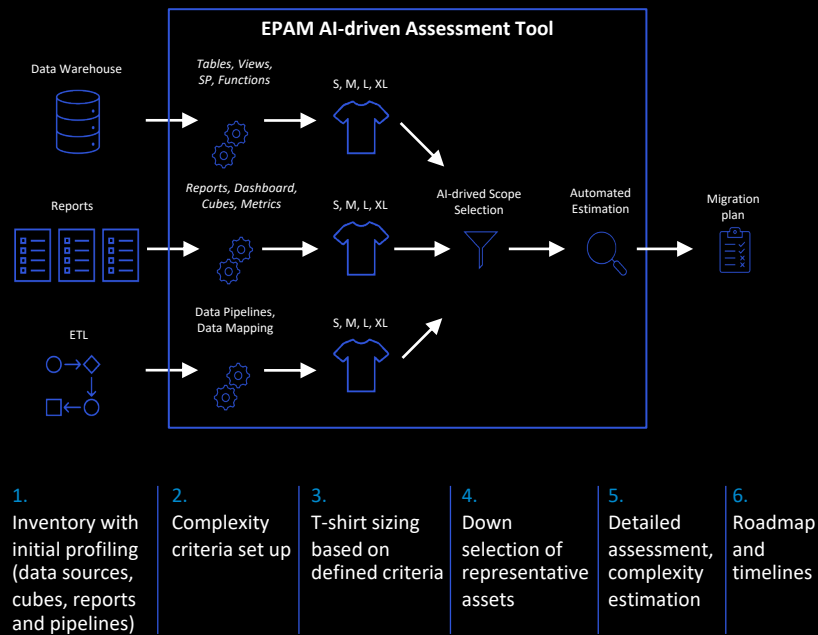 EPAM AI-driven Assessment Tool
Data Warehouse
Tables, Views,
SP, Functions
S, M, L, XL
Reports
Reports, Dashboard,
Cubes, Metrics
S, M, L, XL
AI-drived Scope
Selection
Automated
Estimation
Migration
plan
ETL
Data Pipelines,
Data Mapping
S, M, L, XL
1.
Inventory with
initial profiling
(data sources,
cubes, reports
and pipelines)
2.
Complexity
criteria set up
3.
T-shirt sizing
based on
defined criteria
4.
Down
selection of
representative
assets
5.
Detailed
assessment,
complexity
estimation
6.
Roadmap
and
timelines